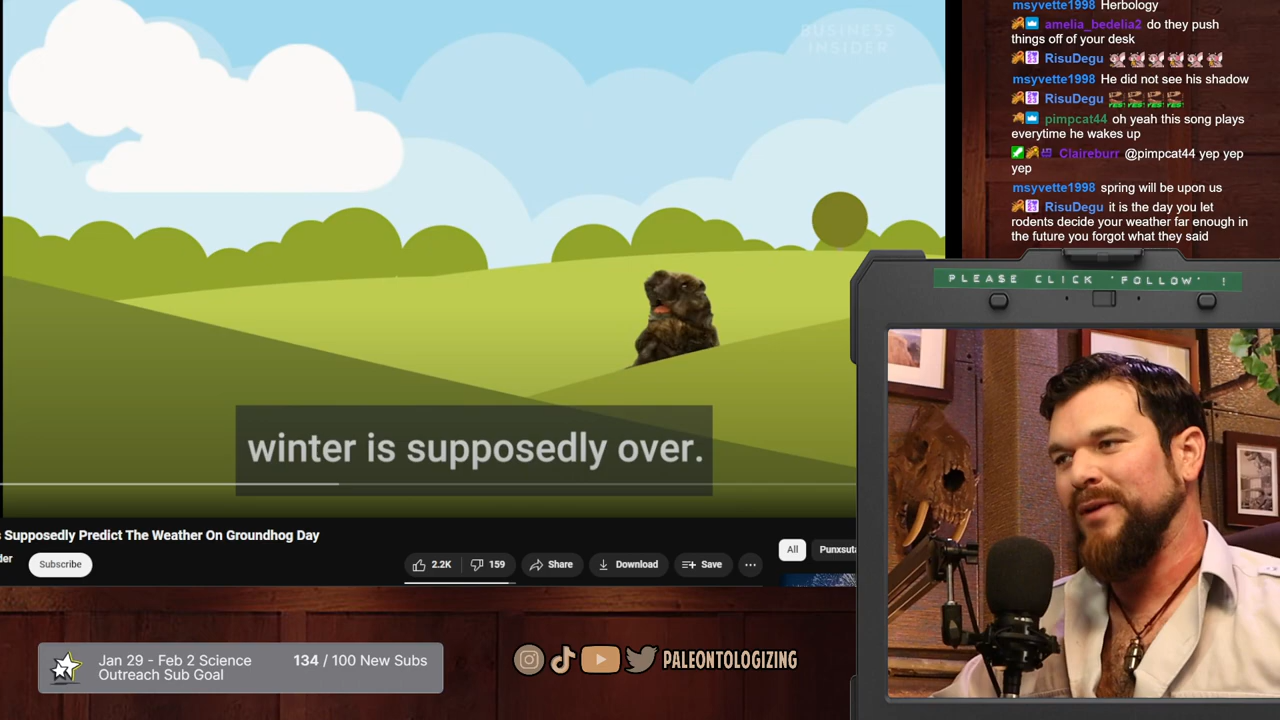 BUSINESS
INSIDER
winter is supposedly over.
s Supposedly Predict The Weather On Groundhog Day
der
Subscribe
2.2K
159
Share
Download
Save
All
Punxsuta
msyvette1998 Herbology
amelia_bedelia2 do they push
things off of your desk
RisuDegu
msyvette1998 He did not see his shadow
RisuDegu
pimpcat44 oh yeah this song plays
everytime he wakes up
Claireburr @pimpcat44 yep yep
yep
msyvette1998 spring will be upon us
RisuDegu it is the day you let
rodents decide your weather far enough in
the future you forgot what they said
PLEASE CLICK 'FOLLOW' !
Jan 29 - Feb 2 Science
Outreach Sub Goal
134 / 100 New Subs
PALEONTOLOGIZING